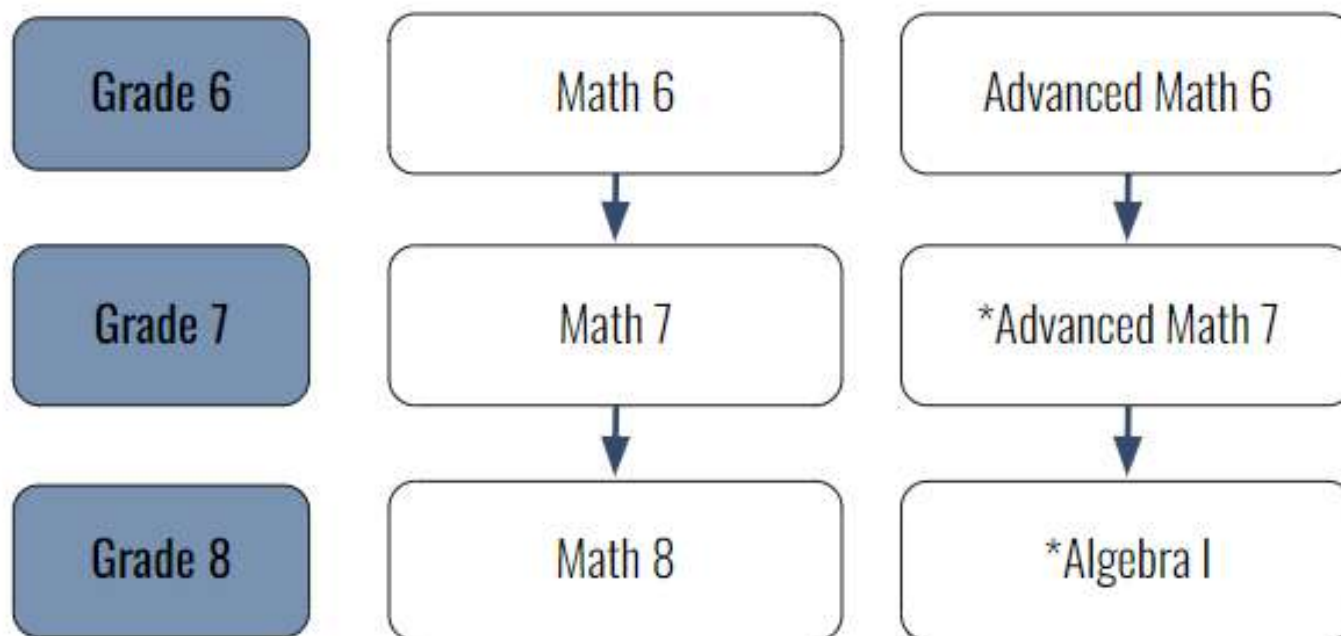 Grade 6
Math 6
Advanced Math 6
Grade 7
Math 7
*Advanced Math 7
Grade 8
Math 8
*Algebra I